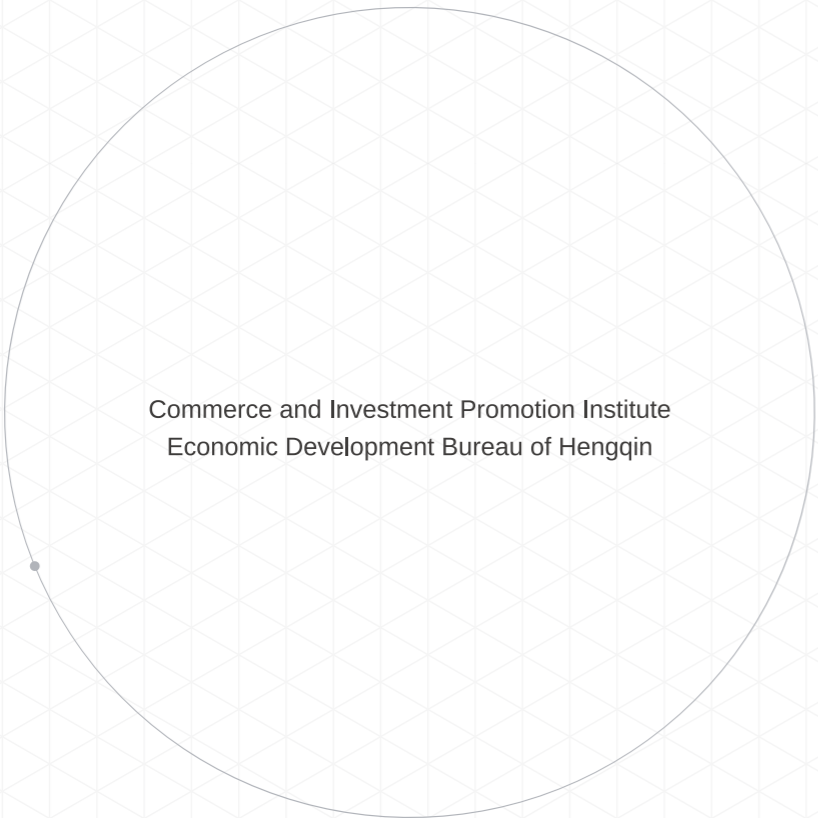 Commerce and Investment Promotion Institute
Economic Development Bureau of Hengqin